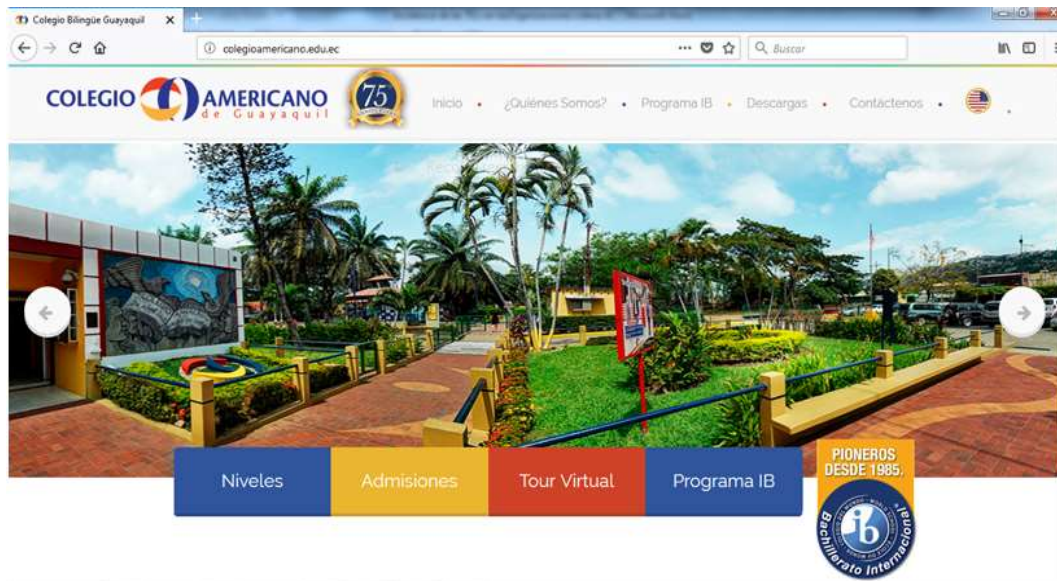 Colegio Bilingüe Guayaquil
colegioamericano.edu.ec
Buscar
COLEGIO AMERICANO
de Guayaquil
75
Inicio
¿Quiénes Somos?
Programa IB
Descargas
Contáctenos
Niveles
Admisiones
Tour Virtual
Programa IB
PIONEROS
DESDE 1985.
ib
Bachillerato Internacional